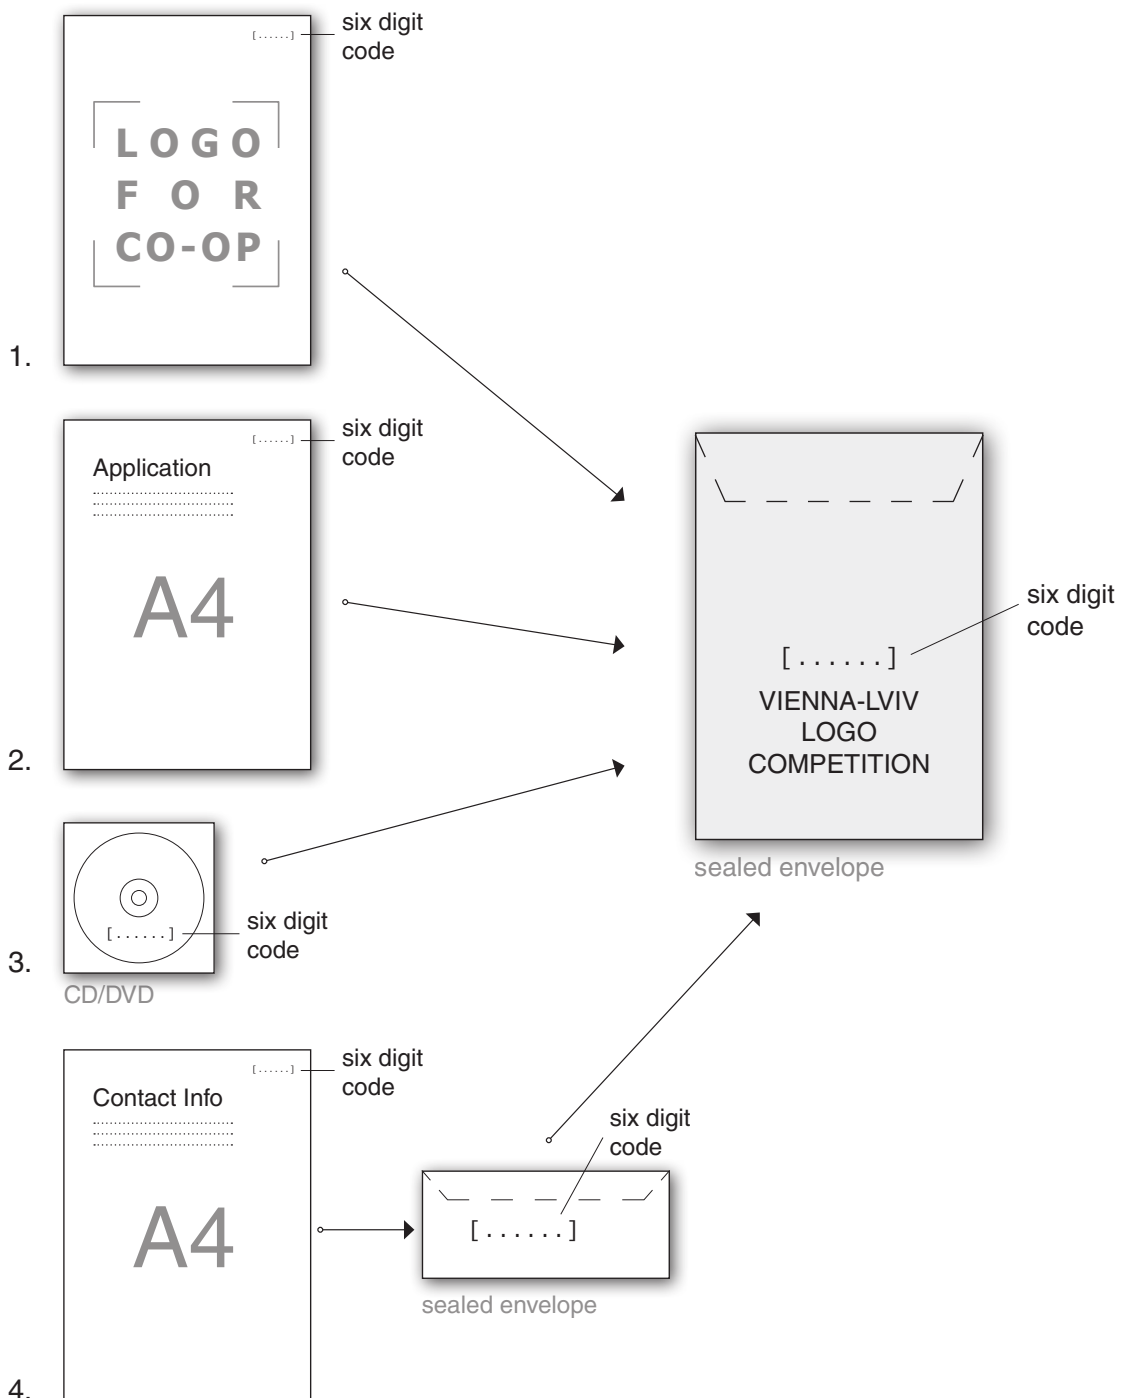 [......]
six digit
code
LOGO
FOR
CO-OP
1.
[......]
six digit
code
Application
A4
2.
[......]
six digit
code
3.
CD/DVD
[......]
six digit
code
Contact Info
A4
4.
six digit
code
[......]
sealed envelope
six digit
code
[......]
VIENNA-LVIV
LOGO
COMPETITION
sealed envelope